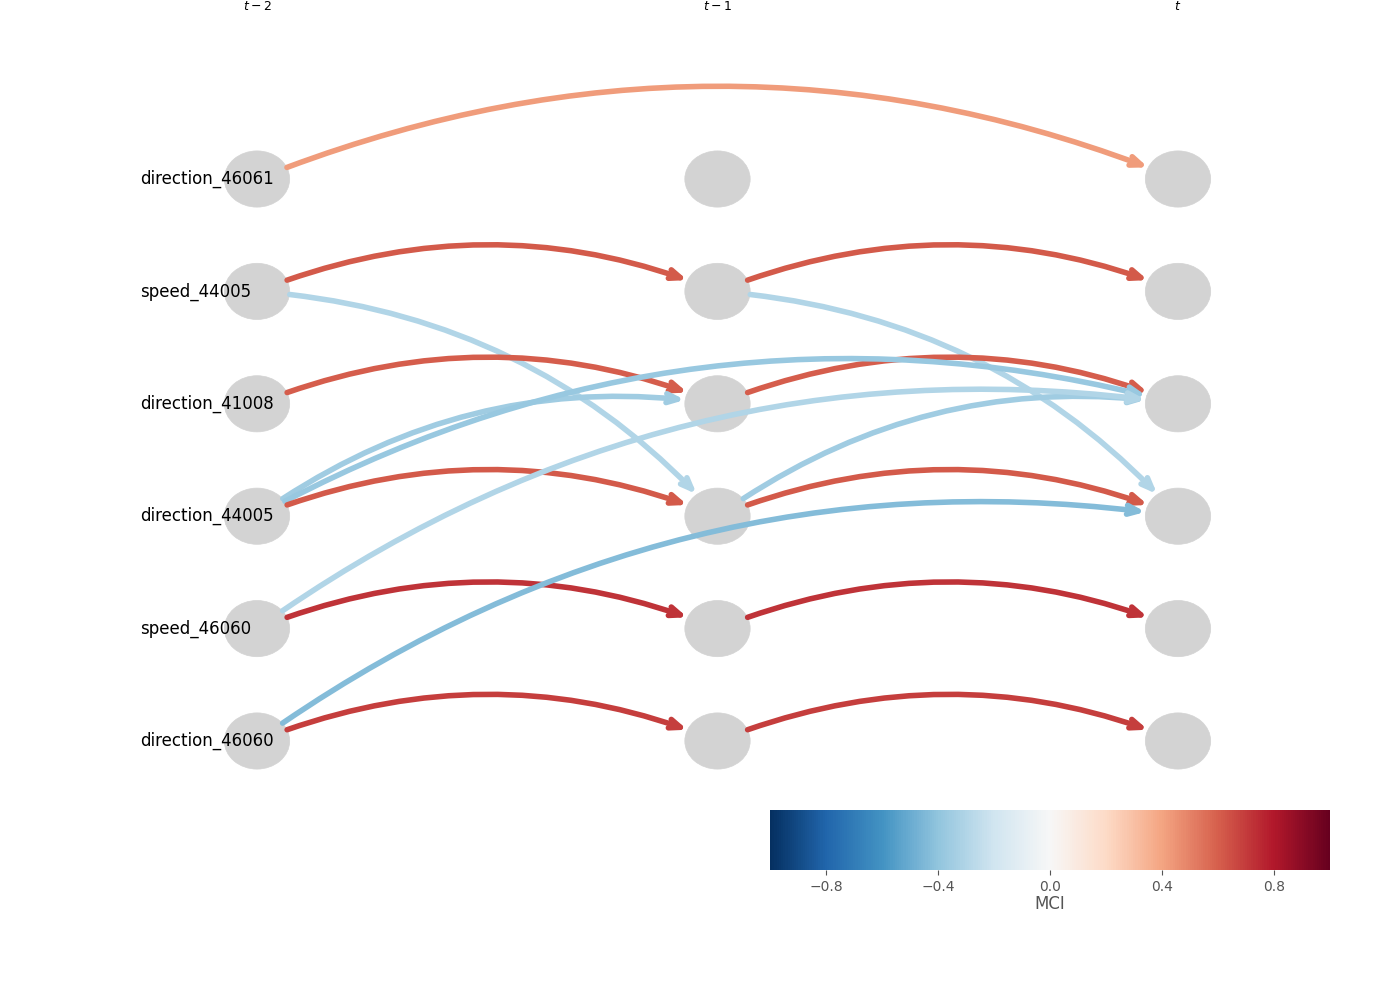 t − 2 t − 1 t
direction_46061
speed_44005
direction_41008
direction_44005
speed_46060
direction_46060
−0.8 −0.4 0.0 0.4 0.8
MCI